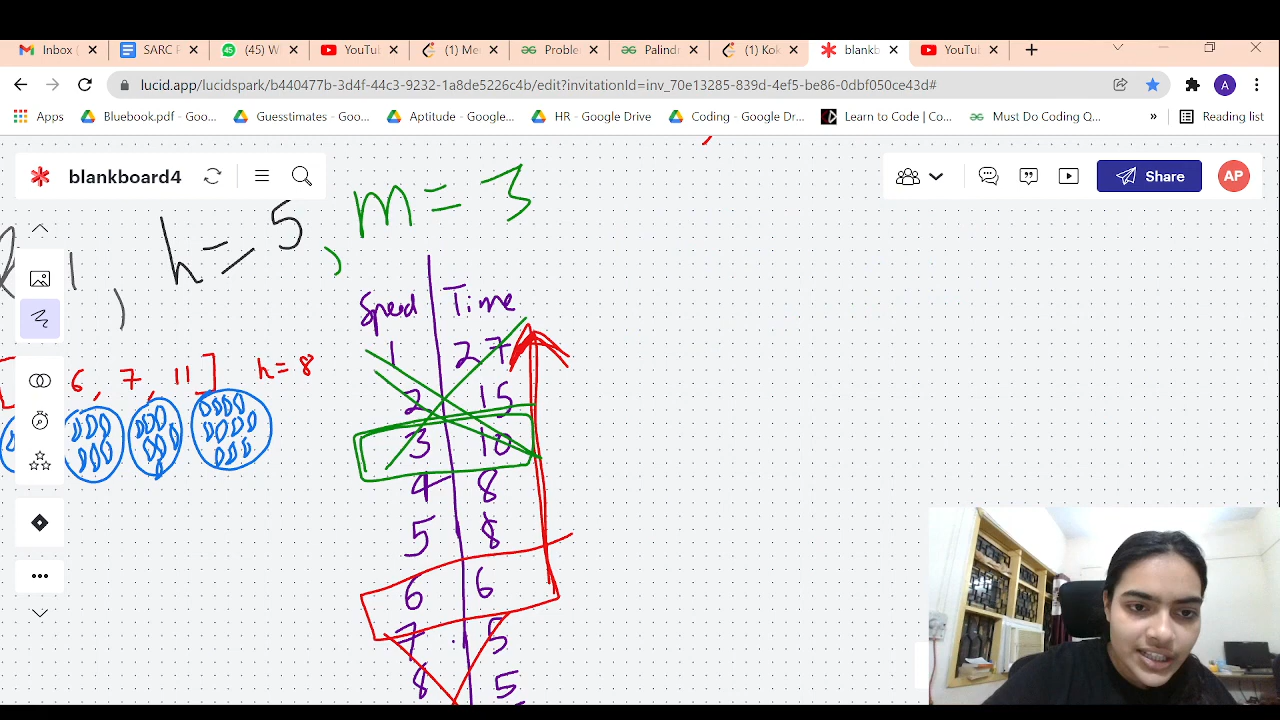 Inbox (
SARC P
(45) W
YouTub
(1) Me
Proble
Palind
(1) Kok
blankb
YouTu
lucid.app/lucidspark/b440477b-3d4f-44c3-9232-1a8de5226c4b/edit?invitationId=inv_70e13285-839d-4ef5-be86-0dbf050ce43d#
A
Apps
Bluebook.pdf - Goo...
Guesstimates - Goo...
Aptitude - Google...
HR - Google Drive
Coding - Google Dr...
Learn to Code | Co...
Must Do Coding Q...
»
Reading list
blankboard4
Share
AP
h = 5, m = 3
Speed Time
1 27
2 15
3 10
4 8
5 8
6 6
7 5
8 5
6, 7, 11] h = 8